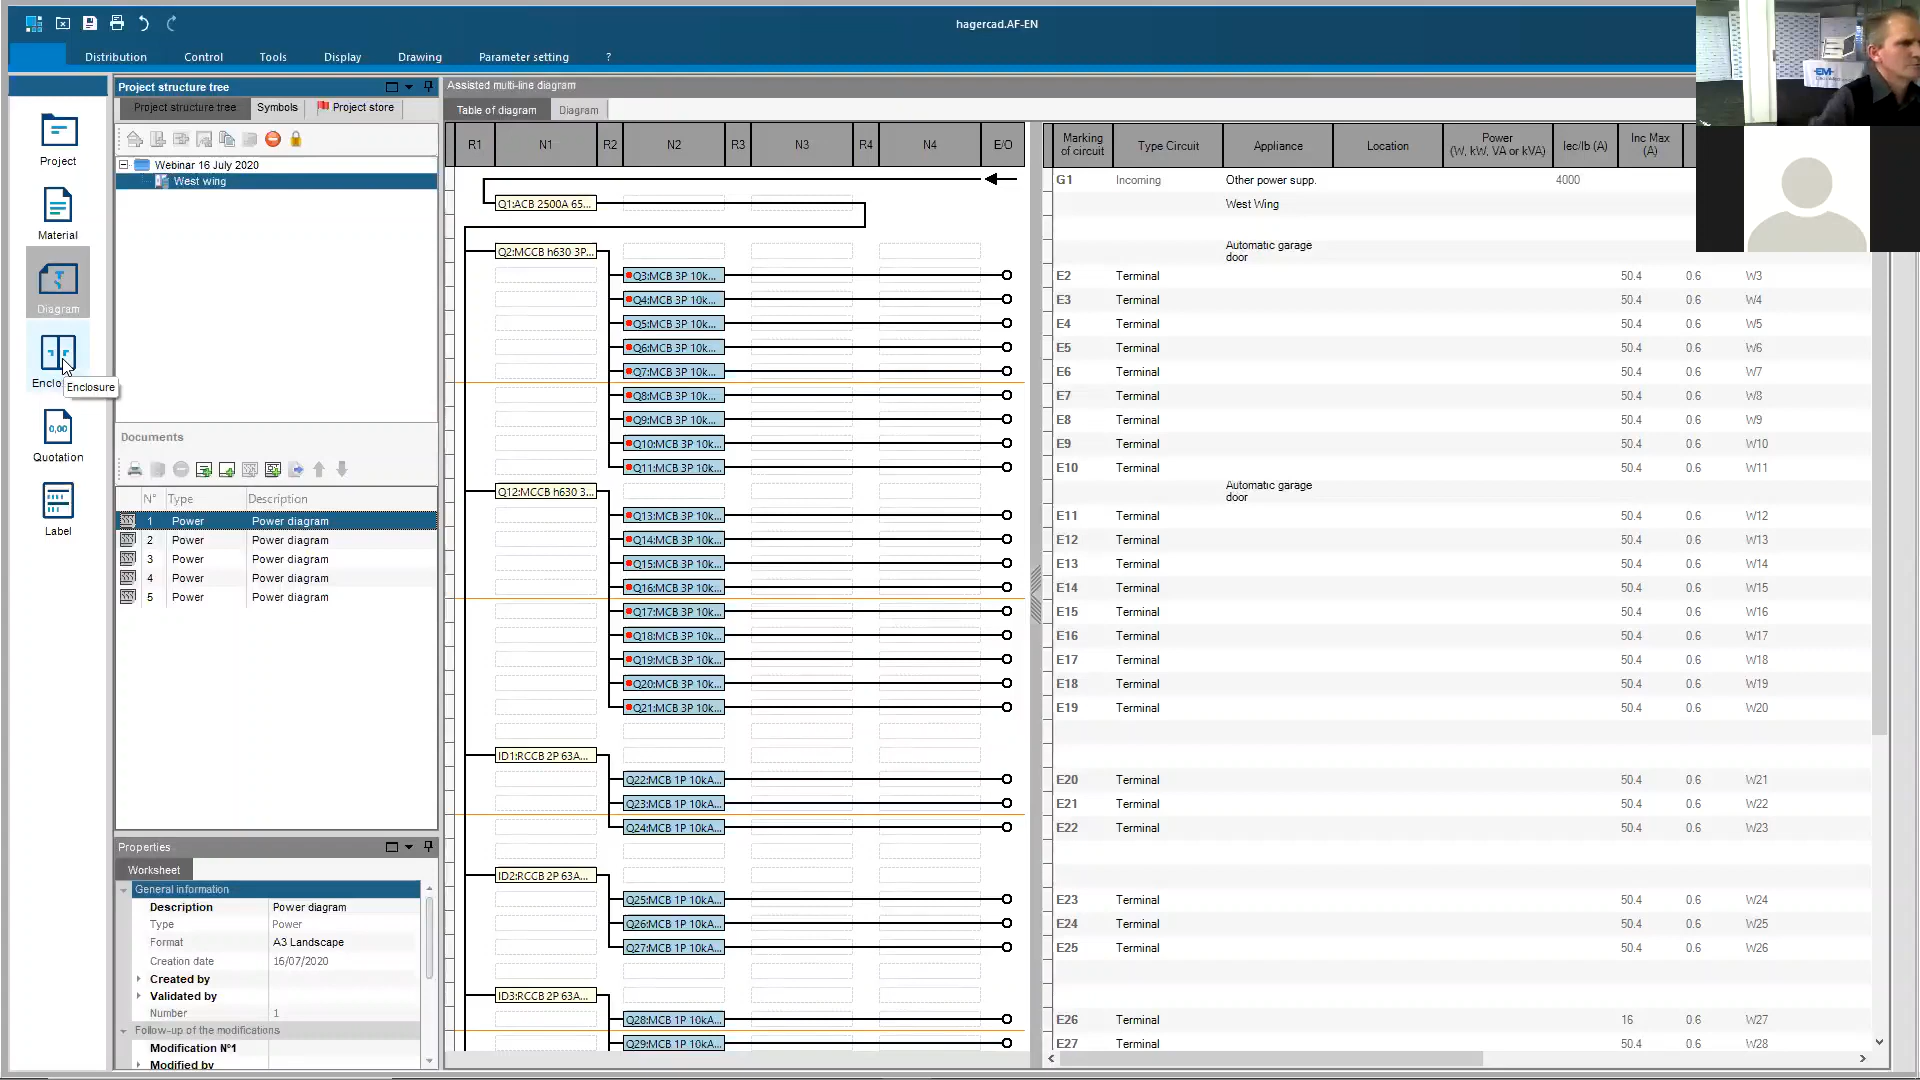 hagercad.AF-EN
Distribution Control Tools Display Drawing Parameter setting ?
Project structure tree
Project structure tree Symbols Project store
Webinar 16 July 2020
West wing
Project
Material
Diagram
Enclo
Enclosure
Quotation
Label
Documents
N° Type Description
1 Power Power diagram
2 Power Power diagram
3 Power Power diagram
4 Power Power diagram
5 Power Power diagram
Properties
Worksheet
General information
Description Power diagram
Type Power
Format A3 Landscape
Creation date 16/07/2020
Created by
Validated by
Number 1
Follow-up of the modifications
Modification N°1
Modified by
Assisted multi-line diagram
Table of diagram Diagram
R1 N1 R2 N2 R3 N3 R4 N4 E/O
Q1:ACB 2500A 65...
Q2:MCCB h630 3P...
Q3:MCB 3P 10k...
Q4:MCB 3P 10k...
Q5:MCB 3P 10k...
Q6:MCB 3P 10k...
Q7:MCB 3P 10k...
Q8:MCB 3P 10k...
Q9:MCB 3P 10k...
Q10:MCB 3P 10k...
Q11:MCB 3P 10k...
Q12:MCCB h630 3...
Q13:MCB 3P 10k...
Q14:MCB 3P 10k...
Q15:MCB 3P 10k...
Q16:MCB 3P 10k...
Q17:MCB 3P 10k...
Q18:MCB 3P 10k...
Q19:MCB 3P 10k...
Q20:MCB 3P 10k...
Q21:MCB 3P 10k...
ID1:RCCB 2P 63A...
Q22:MCB 1P 10kA...
Q23:MCB 1P 10kA...
Q24:MCB 1P 10kA...
ID2:RCCB 2P 63A...
Q25:MCB 1P 10kA...
Q26:MCB 1P 10kA...
Q27:MCB 1P 10kA...
ID3:RCCB 2P 63A...
Q28:MCB 1P 10kA...
Q29:MCB 1P 10kA...
Marking of circuit Type Circuit Appliance Location Power (W, kW, VA or kVA) Iec/Ib (A) Inc Max (A)
G1 Incoming Other power supp. 4000
West Wing
Automatic garage door
E2 Terminal 50.4 0.6 W3
E3 Terminal 50.4 0.6 W4
E4 Terminal 50.4 0.6 W5
E5 Terminal 50.4 0.6 W6
E6 Terminal 50.4 0.6 W7
E7 Terminal 50.4 0.6 W8
E8 Terminal 50.4 0.6 W9
E9 Terminal 50.4 0.6 W10
E10 Terminal 50.4 0.6 W11
Automatic garage door
E11 Terminal 50.4 0.6 W12
E12 Terminal 50.4 0.6 W13
E13 Terminal 50.4 0.6 W14
E14 Terminal 50.4 0.6 W15
E15 Terminal 50.4 0.6 W16
E16 Terminal 50.4 0.6 W17
E17 Terminal 50.4 0.6 W18
E18 Terminal 50.4 0.6 W19
E19 Terminal 50.4 0.6 W20
E20 Terminal 50.4 0.6 W21
E21 Terminal 50.4 0.6 W22
E22 Terminal 50.4 0.6 W23
E23 Terminal 50.4 0.6 W24
E24 Terminal 50.4 0.6 W25
E25 Terminal 50.4 0.6 W26
E26 Terminal 16 0.6 W27
E27 Terminal 50.4 0.6 W28